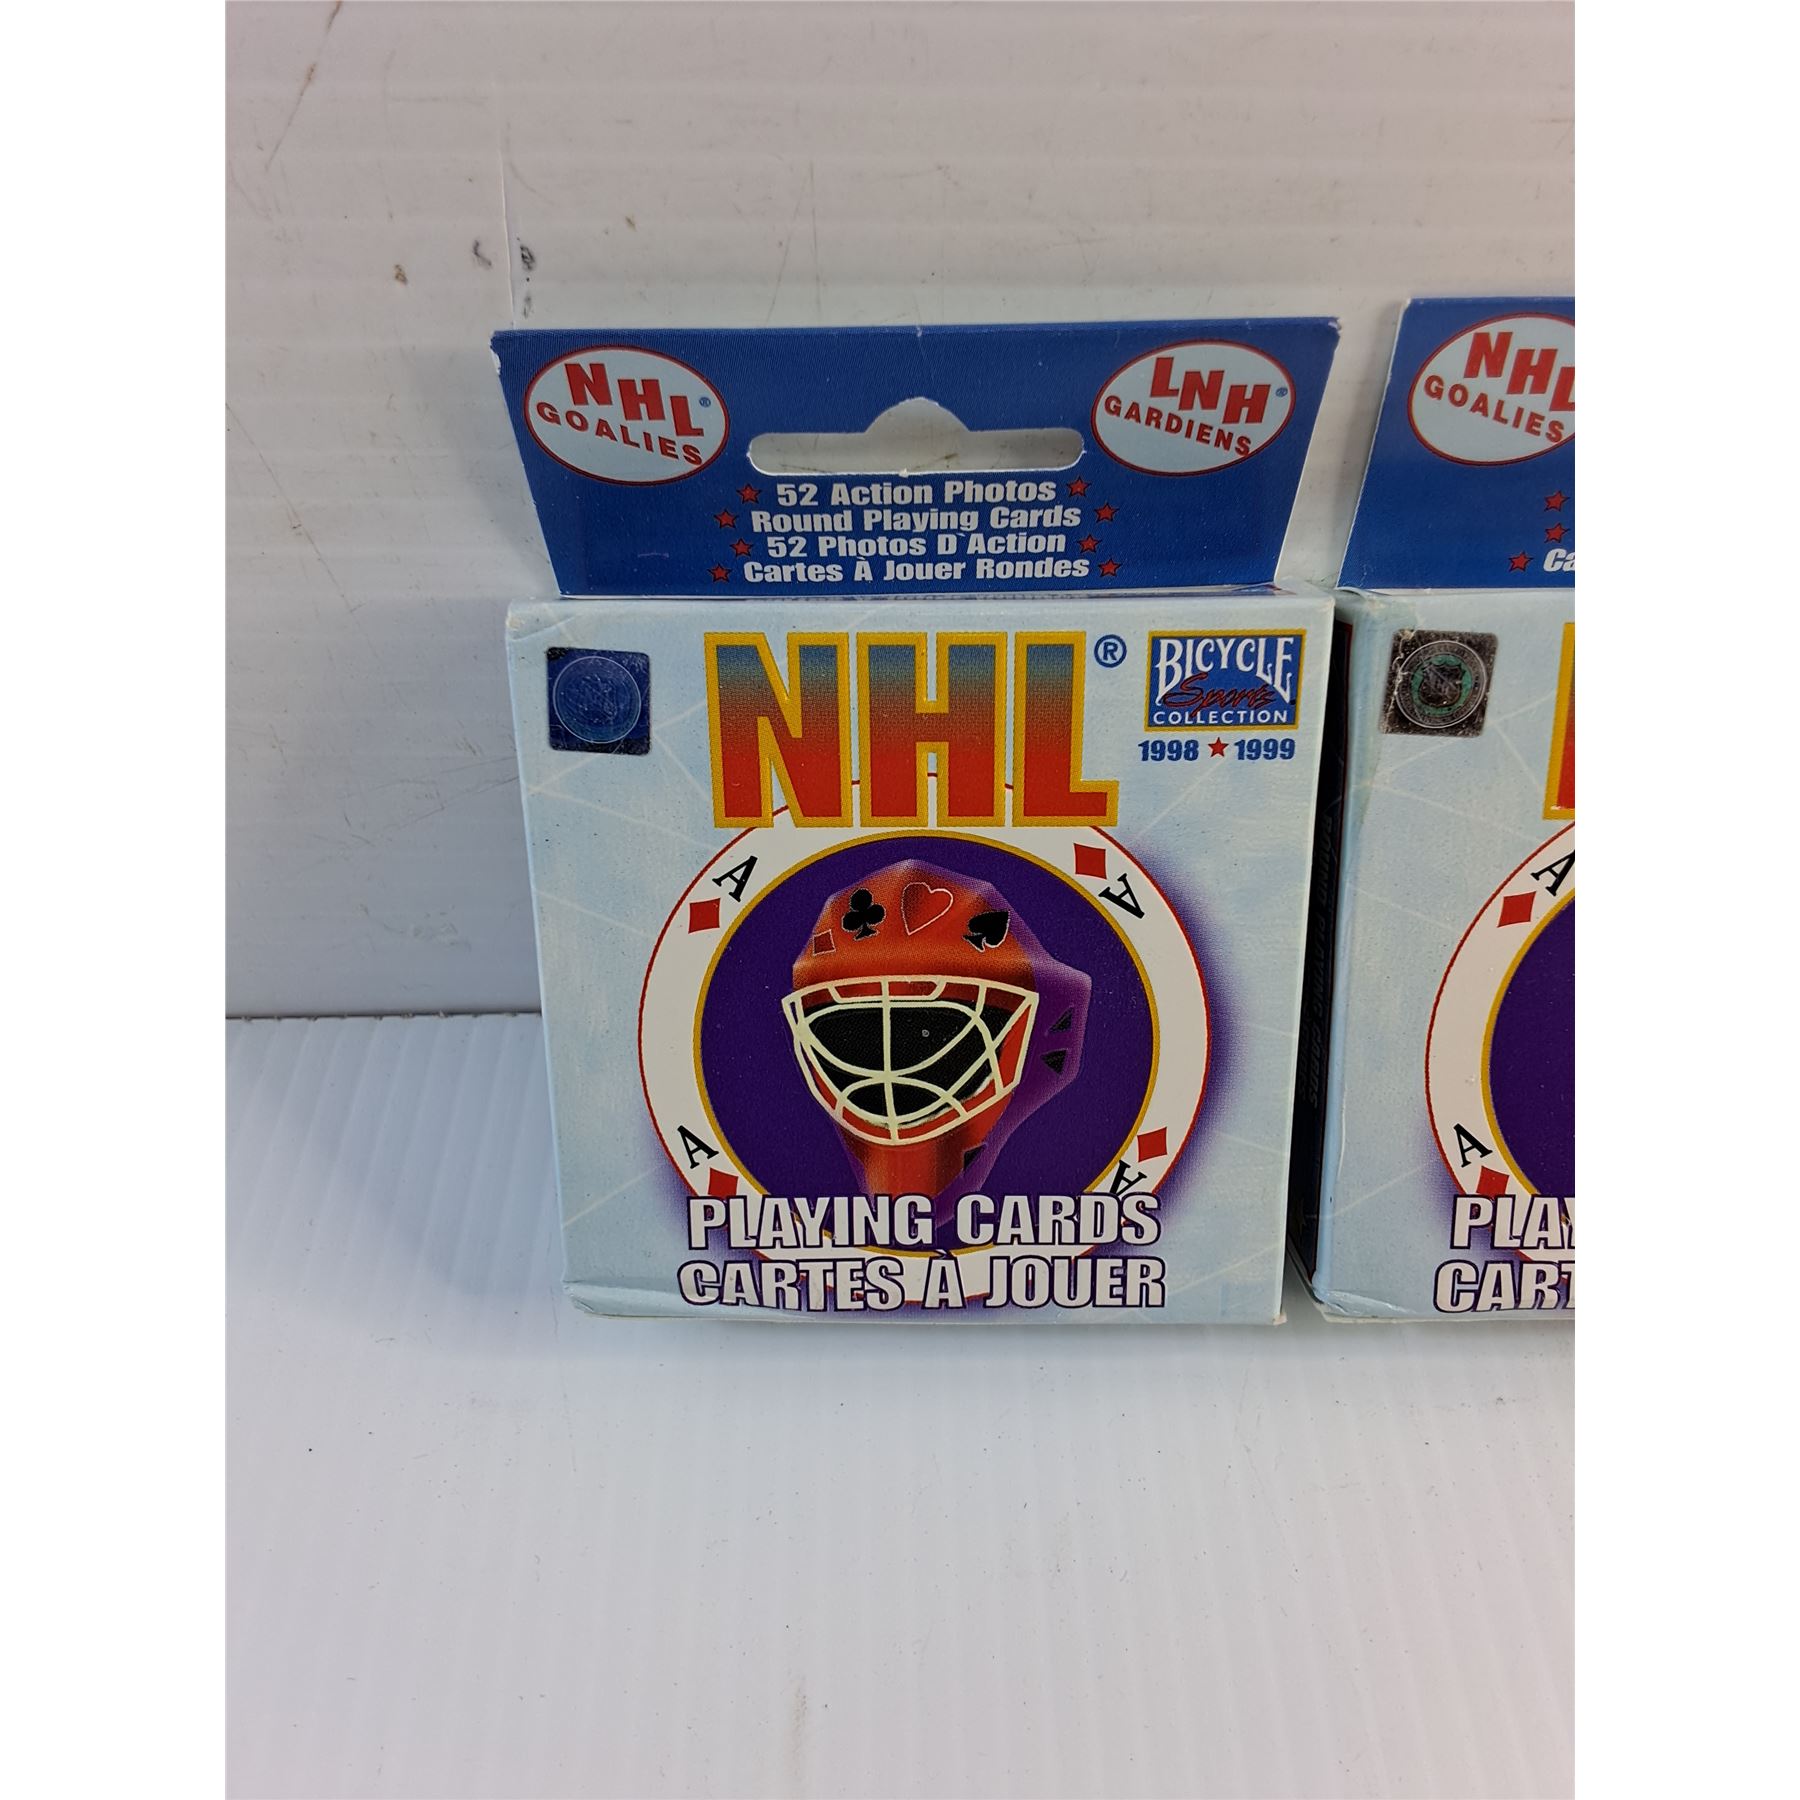 NHL®
GOALIES
LNH®
GARDIENS
52 Action Photos
Round Playing Cards
52 Photos D`Action
Cartes À Jouer Rondes
NHL®
BICYCLE
Sports
COLLECTION
1998 ★ 1999
A
A
A
A
PLAYING CARDS
CARTES À JOUER
NHL
GOALIES
Ca
A
A
PLAY
CART